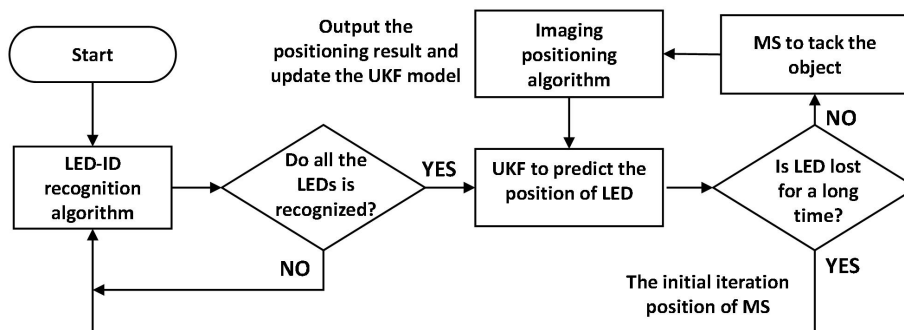 Start
LED-ID
recognition
algorithm
Do all the
LEDs is
recognized?
YES
NO
Output the
positioning result and
update the UKF model
Imaging
positioning
algorithm
UKF to predict the
position of LED
MS to tack the
object
NO
Is LED lost
for a long
time?
YES
The initial iteration
position of MS